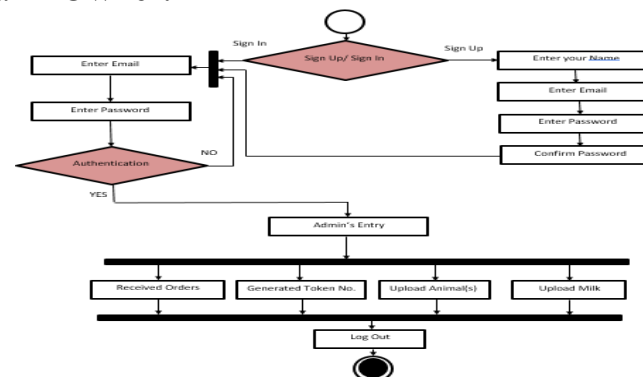 Sign In
Sign Up/ Sign In
Sign Up
Enter Email
Enter your Name
Enter Email
Enter Password
Enter Password
Confirm Password
Authentication
NO
YES
Admin's Entry
Received Orders
Generated Token No.
Upload Animal(s)
Upload Milk
Log Out